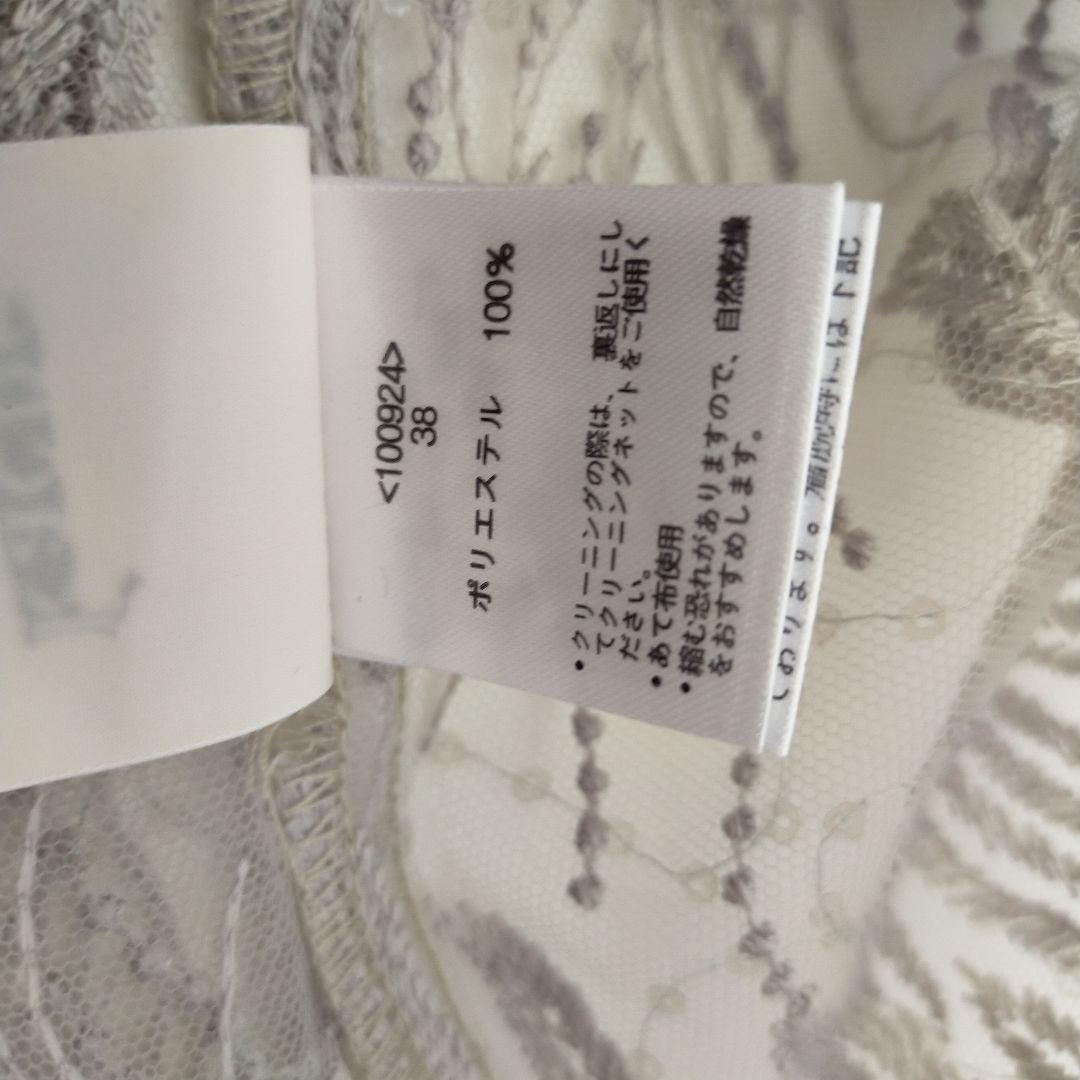 <100924>
38
ポリエステル 100%
・クリーニングの際は、裏返しにし
てクリーニングネットをご使用く
ださい。
・あて布使用
・縮む恐れがありますので、自然乾燥
をおすすめします。